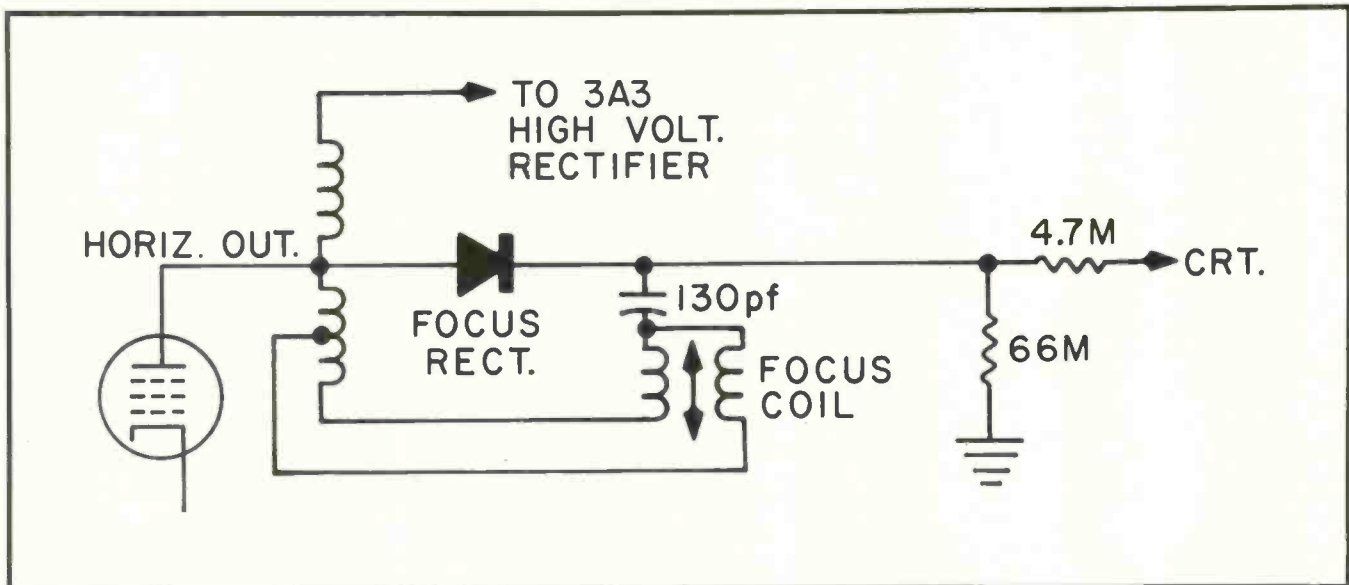 TO 3A3
HIGH VOLT.
RECTIFIER
HORIZ. OUT.
FOCUS
RECT.
130pf
FOCUS
COIL
4.7M
CRT.
66M